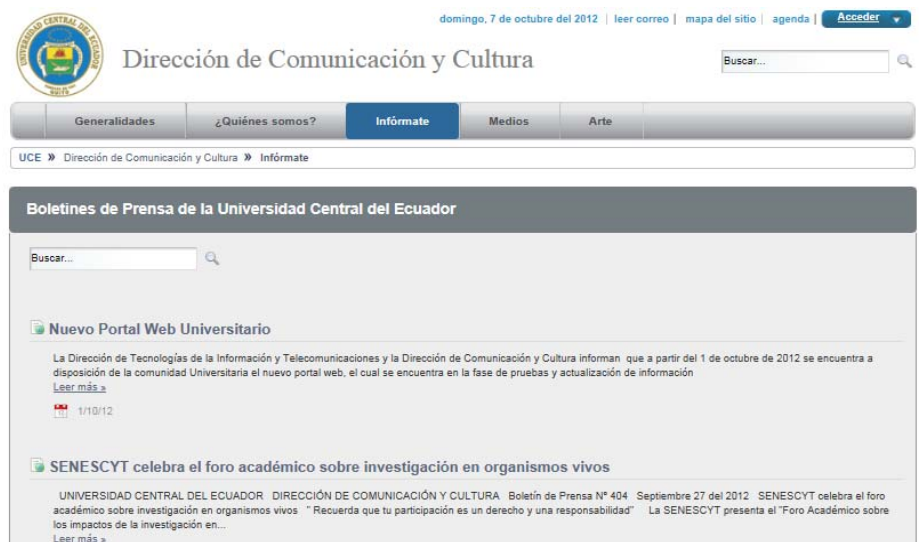 domingo, 7 de octubre del 2012 | leer correo | mapa del sitio | agenda | Acceder
UNIVERSIDAD CENTRAL DEL ECUADOR
QUITO
Dirección de Comunicación y Cultura
Buscar...
Generalidades ¿Quiénes somos? Infórmate Medios Arte
UCE » Dirección de Comunicación y Cultura » Infórmate
Boletines de Prensa de la Universidad Central del Ecuador
Buscar...
Nuevo Portal Web Universitario
La Dirección de Tecnologías de la Información y Telecomunicaciones y la Dirección de Comunicación y Cultura informan que a partir del 1 de octubre de 2012 se encuentra a
disposición de la comunidad Universitaria el nuevo portal web, el cual se encuentra en la fase de pruebas y actualización de información
Leer más »
1/10/12
SENESCYT celebra el foro académico sobre investigación en organismos vivos
UNIVERSIDAD CENTRAL DEL ECUADOR DIRECCIÓN DE COMUNICACIÓN Y CULTURA Boletín de Prensa Nº 404 Septiembre 27 del 2012 SENESCYT celebra el foro
académico sobre investigación en organismos vivos " Recuerda que tu participación es un derecho y una responsabilidad" La SENESCYT presenta el "Foro Académico sobre
los impactos de la investigación en...
Leer más »